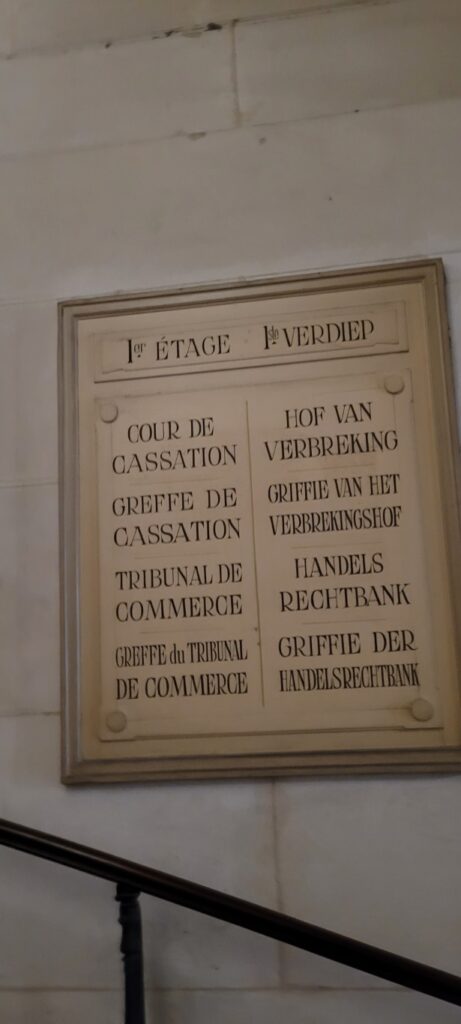 1er ÉTAGE 1ste VERDIEP
COUR DE
CASSATION
GREFFE DE
CASSATION
TRIBUNAL DE
COMMERCE
GREFFE du TRIBUNAL
DE COMMERCE
HOF VAN
VERBREKING
GRIFFIE VAN HET
VERBREKINGSHOF
HANDELS
RECHTBANK
GRIFFIE DER
HANDELSRECHTBANK